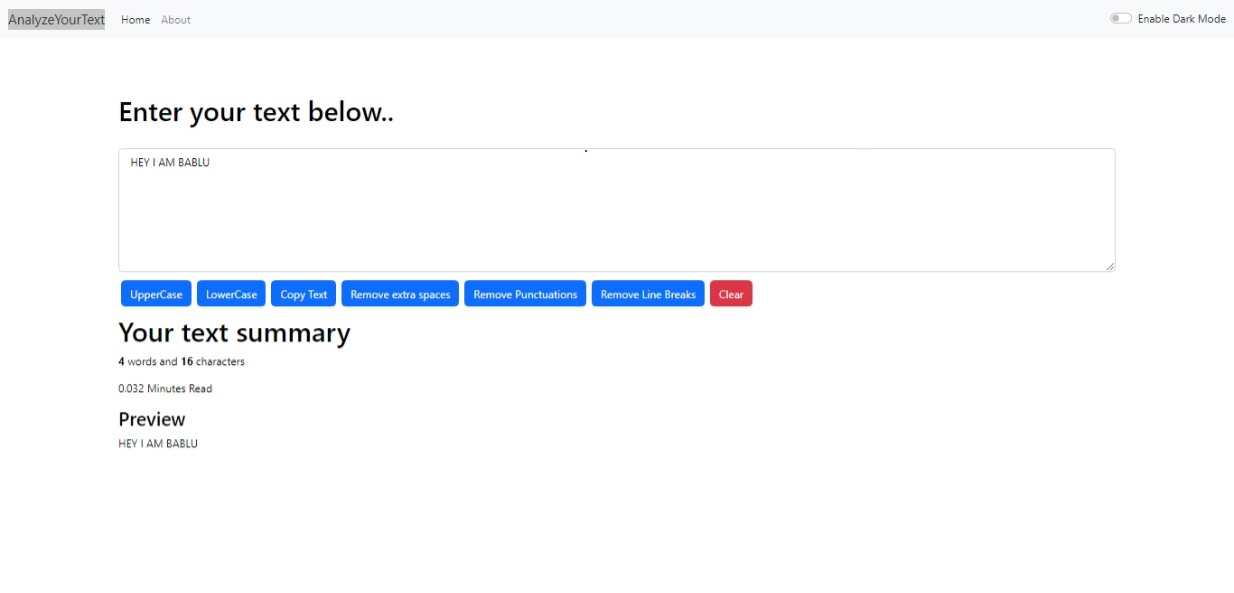 AnalyzeYourText Home About Enable Dark Mode
Enter your text below..
HEY I AM BABLU
UpperCase LowerCase Copy Text Remove extra spaces Remove Punctuations Remove Line Breaks Clear
Your text summary
4 words and 16 characters
0.032 Minutes Read
Preview
HEY I AM BABLU